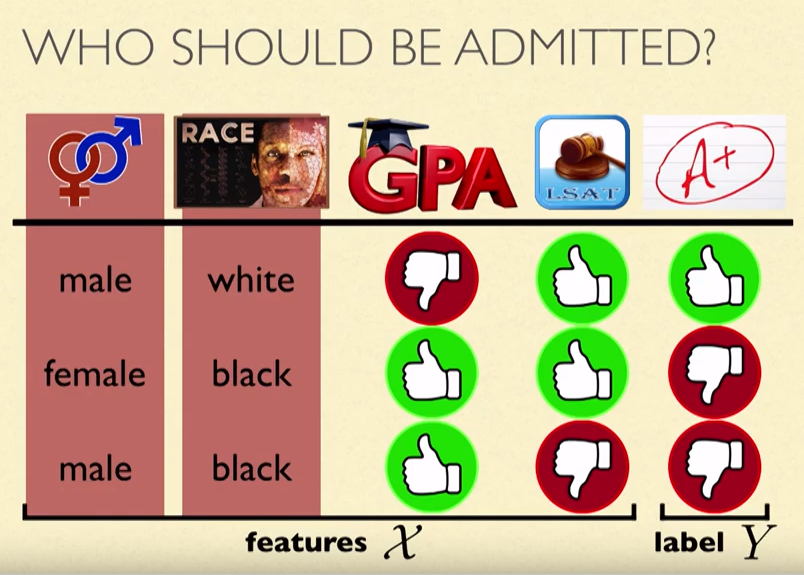 WHO SHOULD BE ADMITTED?
RACE
GPA
LSAT
A+
male white
female black
male black
features X
label Y